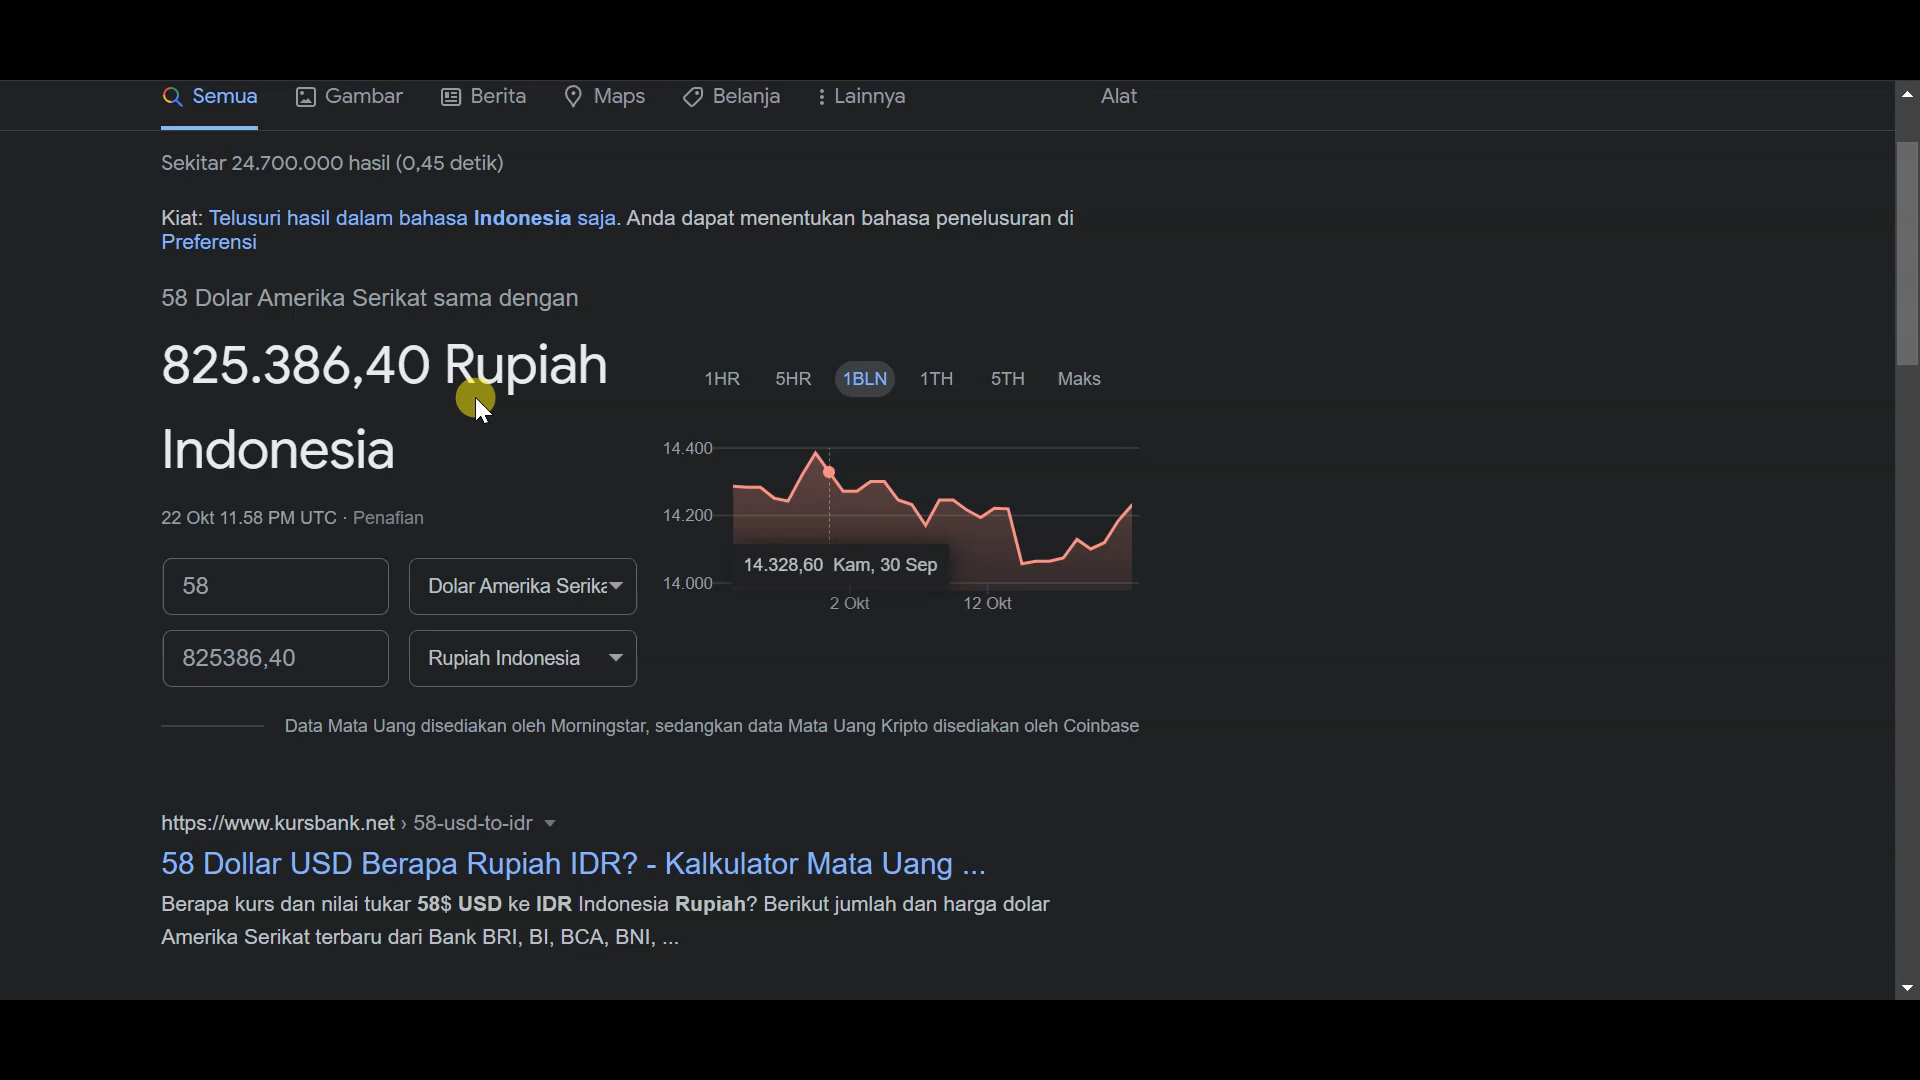 Semua Gambar Berita Maps Belanja Lainnya Alat
Sekitar 24.700.000 hasil (0,45 detik)
Kiat: Telusuri hasil dalam bahasa Indonesia saja. Anda dapat menentukan bahasa penelusuran di
Preferensi
58 Dolar Amerika Serikat sama dengan
825.386,40 Rupiah
Indonesia
22 Okt 11.58 PM UTC · Penafian
58 Dolar Amerika Serika
825386,40 Rupiah Indonesia
1HR 5HR 1BLN 1TH 5TH Maks
14.400
14.200
14.000
14.328,60 Kam, 30 Sep
2 Okt 12 Okt
Data Mata Uang disediakan oleh Morningstar, sedangkan data Mata Uang Kripto disediakan oleh Coinbase
https://www.kursbank.net › 58-usd-to-idr
58 Dollar USD Berapa Rupiah IDR? - Kalkulator Mata Uang ...
Berapa kurs dan nilai tukar 58$ USD ke IDR Indonesia Rupiah? Berikut jumlah dan harga dolar
Amerika Serikat terbaru dari Bank BRI, BI, BCA, BNI, ...